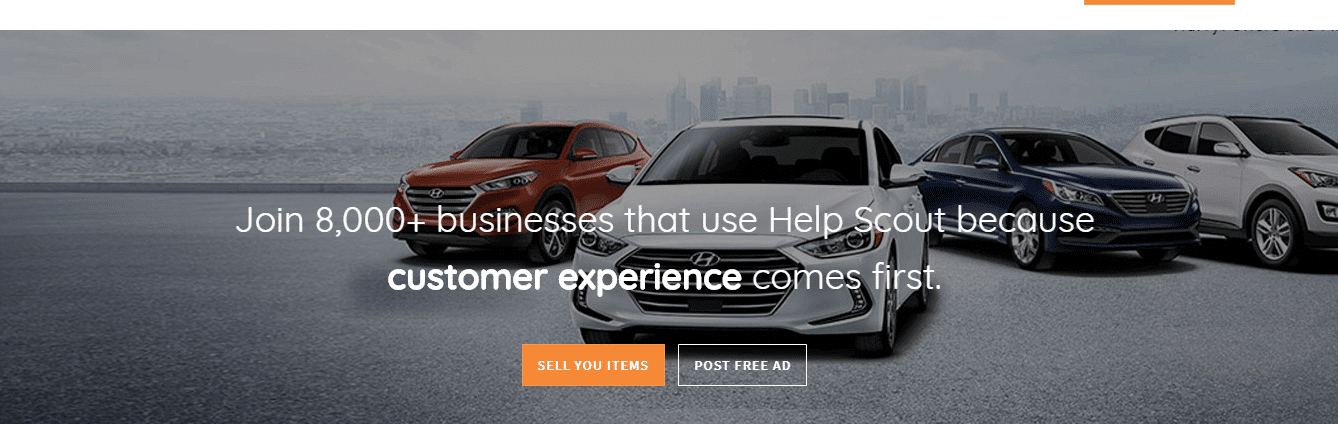 Join 8,000+ businesses that use Help Scout because
customer experience comes first.
SELL YOU ITEMS
POST FREE AD